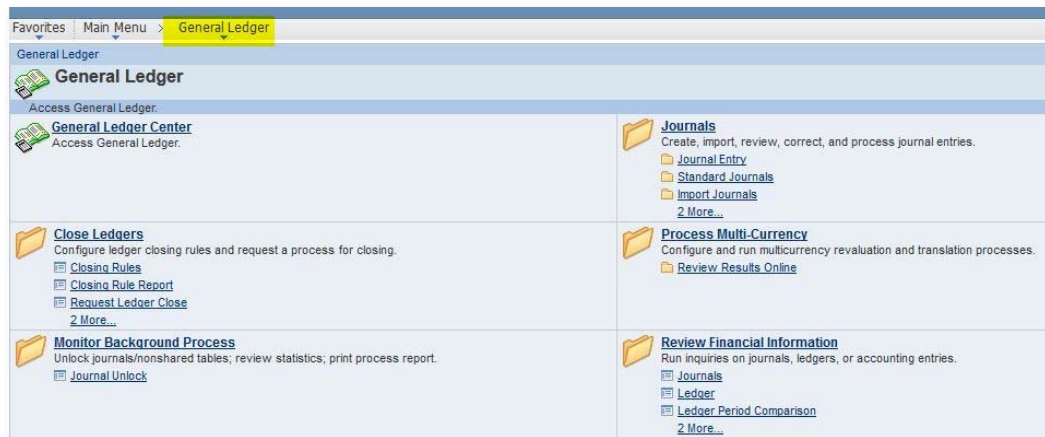 Favorites Main Menu > General Ledger
General Ledger
General Ledger
Access General Ledger.
General Ledger Center
Access General Ledger.
Journals
Create, import, review, correct, and process journal entries.
Journal Entry
Standard Journals
Import Journals
2 More...
Close Ledgers
Configure ledger closing rules and request a process for closing.
Closing Rules
Closing Rule Report
Request Ledger Close
2 More...
Process Multi-Currency
Configure and run multicurrency revaluation and translation processes.
Review Results Online
Monitor Background Process
Unlock journals/nonshared tables; review statistics; print process report.
Journal Unlock
Review Financial Information
Run inquiries on journals, ledgers, or accounting entries.
Journals
Ledger
Ledger Period Comparison
2 More...